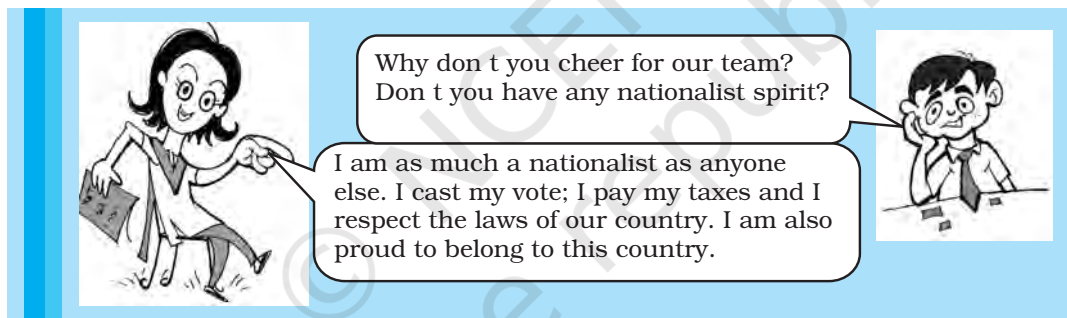 Why don t you cheer for our team?
Don t you have any nationalist spirit?
I am as much a nationalist as anyone
else. I cast my vote; I pay my taxes and I
respect the laws of our country. I am also
proud to belong to this country.